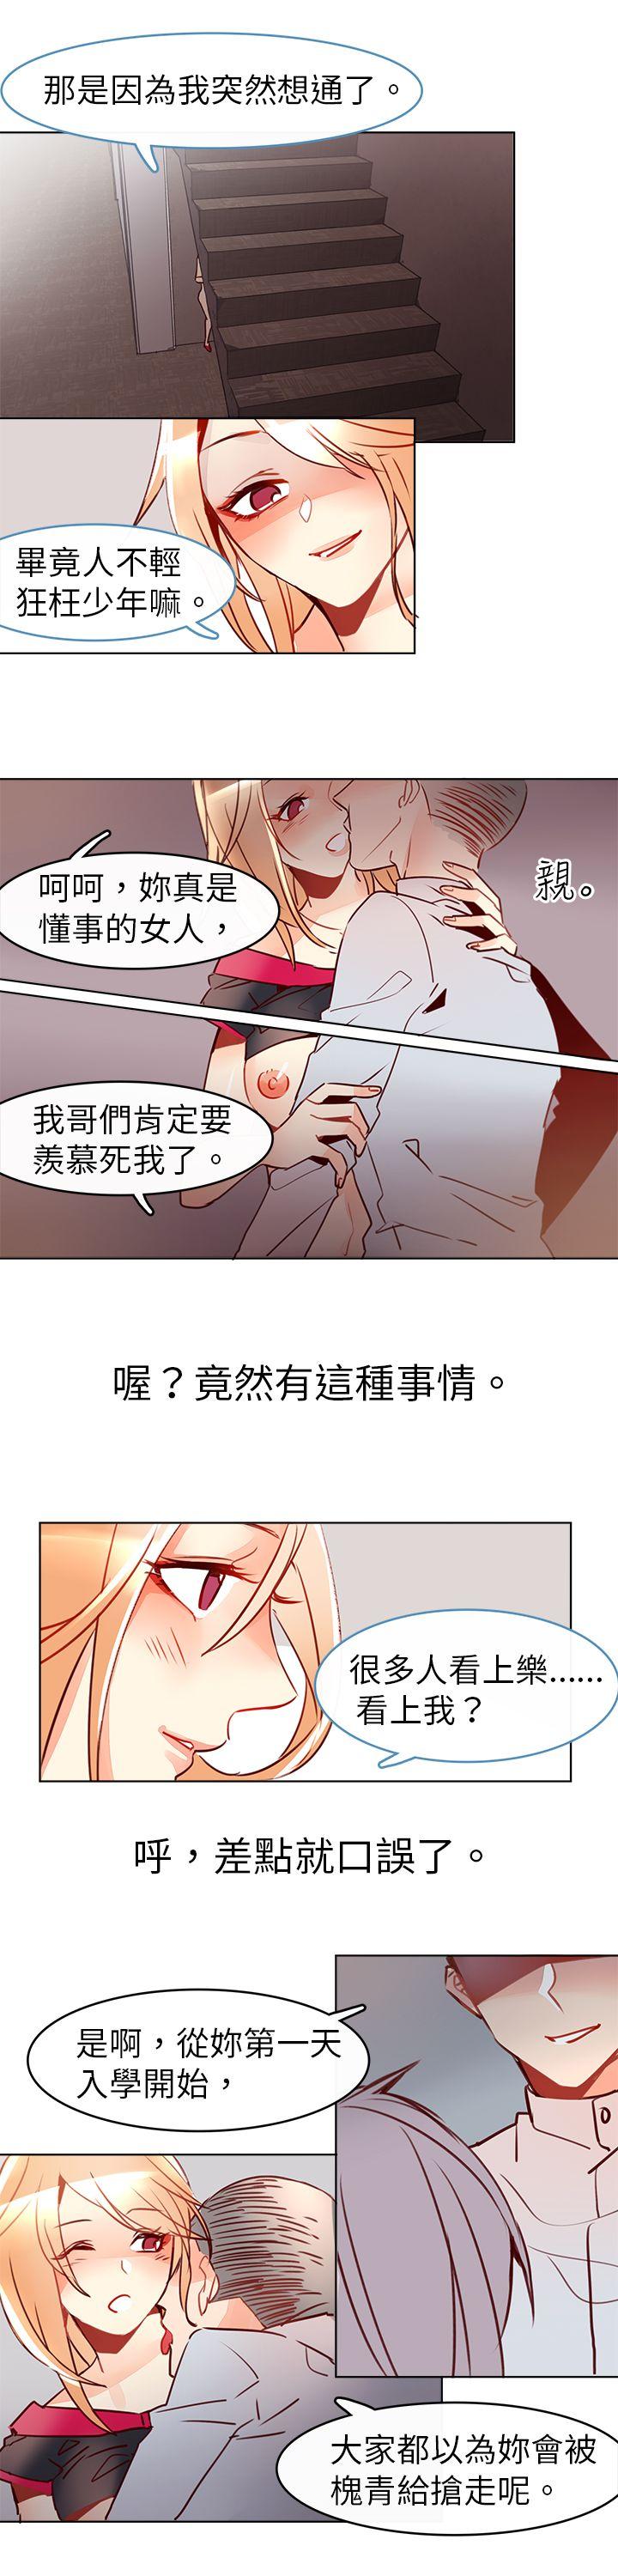 那是因為我突然想通了。
畢竟人不輕
狂枉少年嘛。
呵呵，妳真是
懂事的女人，
親。
我哥們肯定要
羨慕死我了。
喔？竟然有這種事情。
很多人看上樂……
看上我？
呼，差點就口誤了。
是啊，從妳第一天
入學開始，
大家都以為妳會被
槐青給搶走呢。